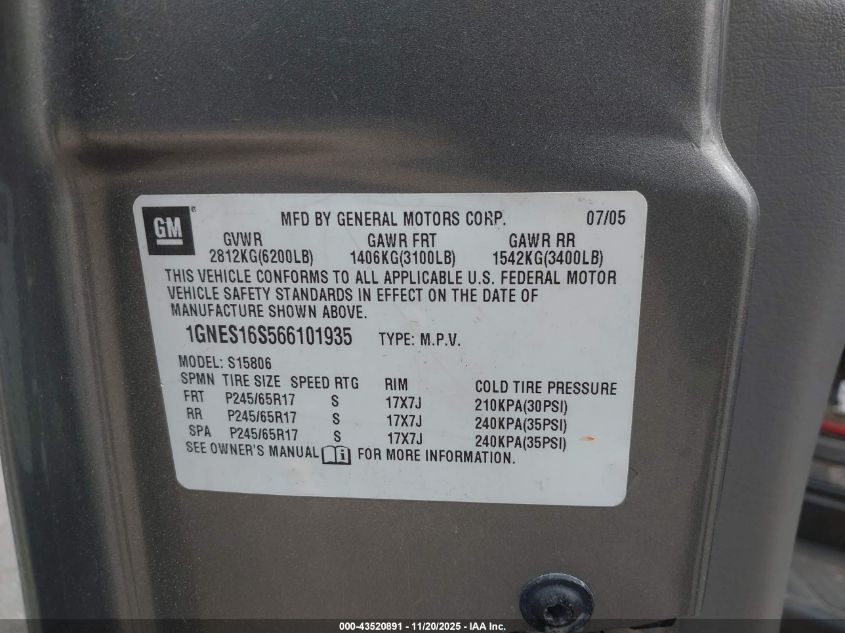 GM ® MFD BY GENERAL MOTORS CORP. 07/05
GVWR GAWR FRT GAWR RR
2812KG(6200LB) 1406KG(3100LB) 1542KG(3400LB)
THIS VEHICLE CONFORMS TO ALL APPLICABLE U.S. FEDERAL MOTOR
VEHICLE SAFETY STANDARDS IN EFFECT ON THE DATE OF
MANUFACTURE SHOWN ABOVE.
1GNES16S566101935 TYPE: M.P.V.
MODEL: S15806
SPMN TIRE SIZE SPEED RTG RIM COLD TIRE PRESSURE
FRT P245/65R17 S 17X7J 210KPA(30PSI)
RR P245/65R17 S 17X7J 240KPA(35PSI)
SPA P245/65R17 S 17X7J 240KPA(35PSI)
SEE OWNER'S MANUAL i FOR MORE INFORMATION.
000-43520891 - 11/20/2025 - IAA Inc.